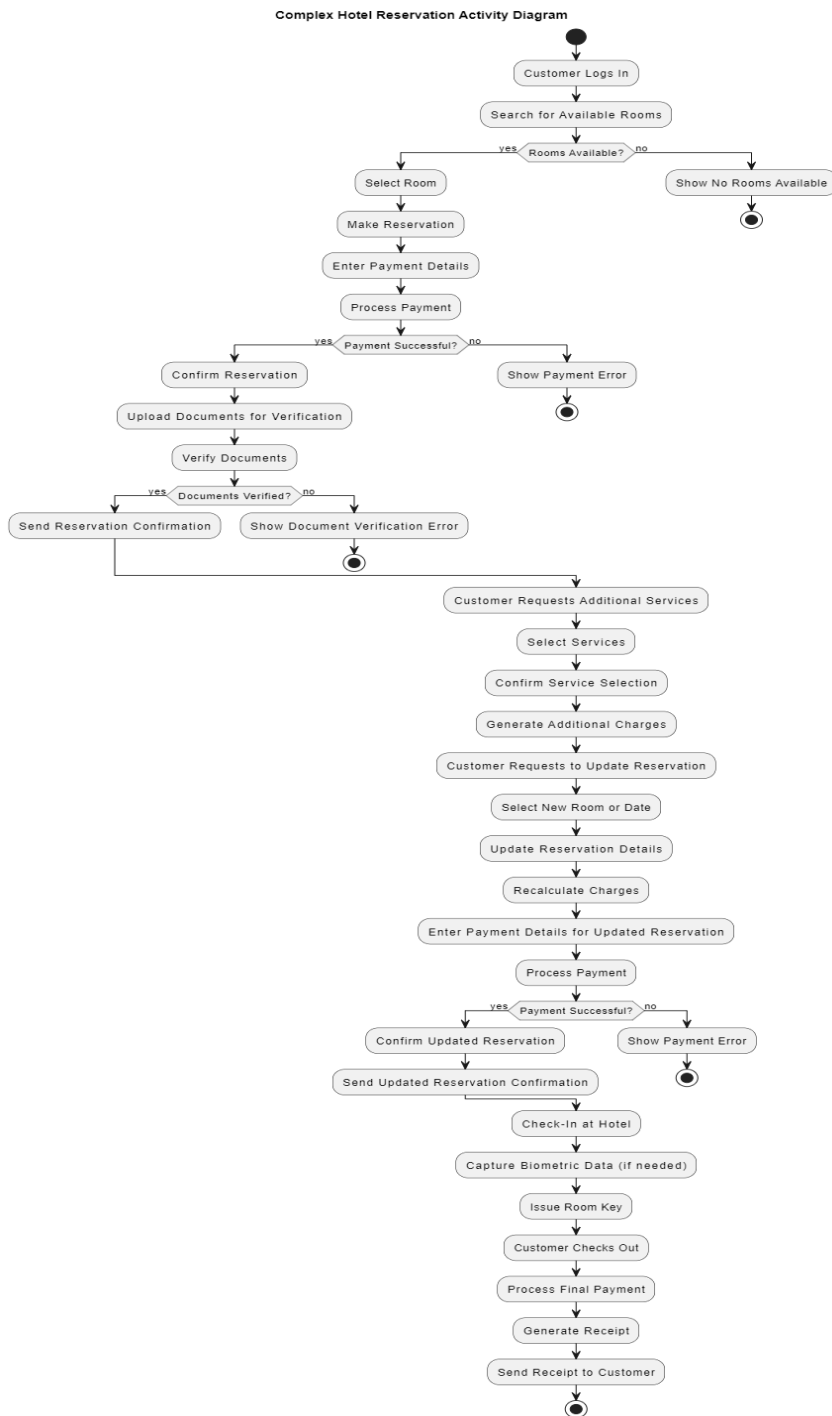 Complex Hotel Reservation Activity Diagram
Customer Logs In
Search for Available Rooms
yes
Rooms Available?
no
Select Room
Show No Rooms Available
Make Reservation
Enter Payment Details
Process Payment
yes
Payment Successful?
no
Confirm Reservation
Show Payment Error
Upload Documents for Verification
Verify Documents
yes
Documents Verified?
no
Send Reservation Confirmation
Show Document Verification Error
Customer Requests Additional Services
Select Services
Confirm Service Selection
Generate Additional Charges
Customer Requests to Update Reservation
Select New Room or Date
Update Reservation Details
Recalculate Charges
Enter Payment Details for Updated Reservation
Process Payment
yes
Payment Successful?
no
Confirm Updated Reservation
Show Payment Error
Send Updated Reservation Confirmation
Check-In at Hotel
Capture Biometric Data (if needed)
Issue Room Key
Customer Checks Out
Process Final Payment
Generate Receipt
Send Receipt to Customer